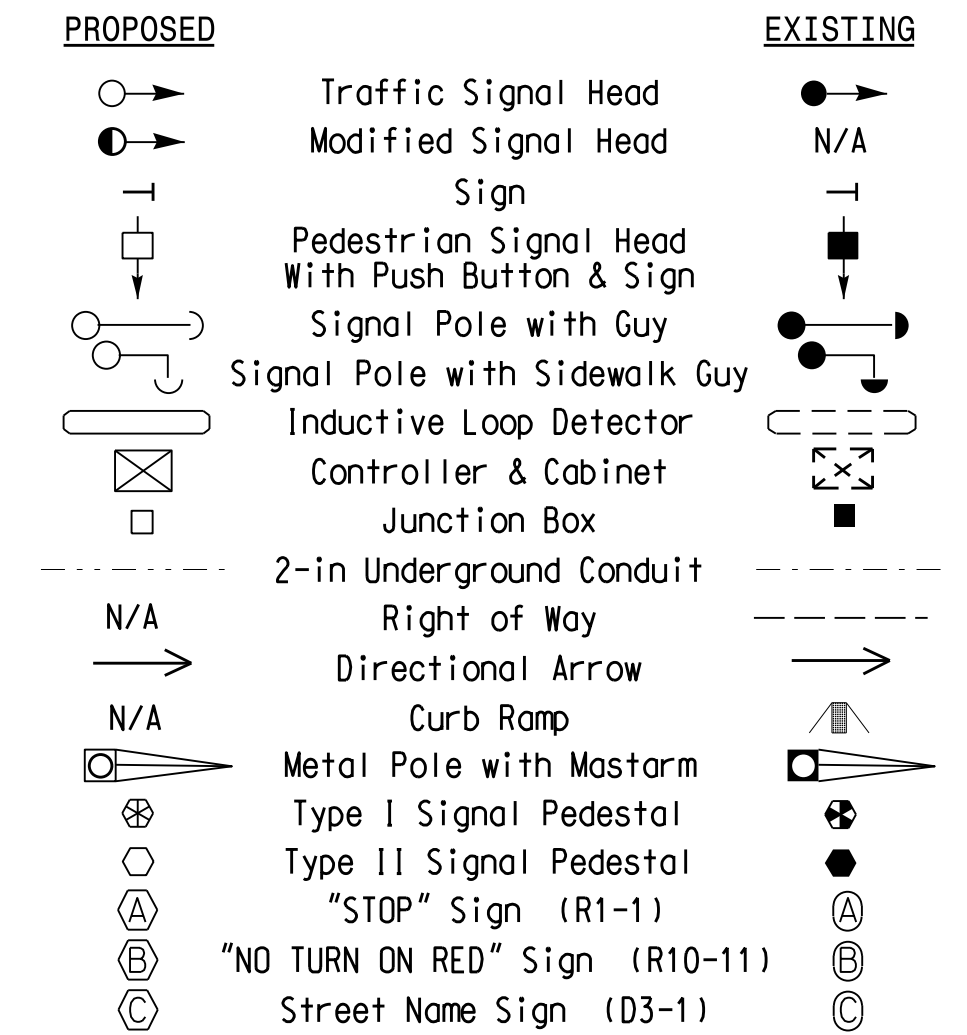 PROPOSED EXISTING
Traffic Signal Head
Modified Signal Head N/A
Sign
Pedestrian Signal Head
With Push Button & Sign
Signal Pole with Guy
Signal Pole with Sidewalk Guy
Inductive Loop Detector
Controller & Cabinet
Junction Box
2-in Underground Conduit
N/A Right of Way
Directional Arrow
N/A Curb Ramp
Metal Pole with Mastarm
Type I Signal Pedestal
Type II Signal Pedestal
A "STOP" Sign (R1-1) A
B "NO TURN ON RED" Sign (R10-11) B
C Street Name Sign (D3-1) C